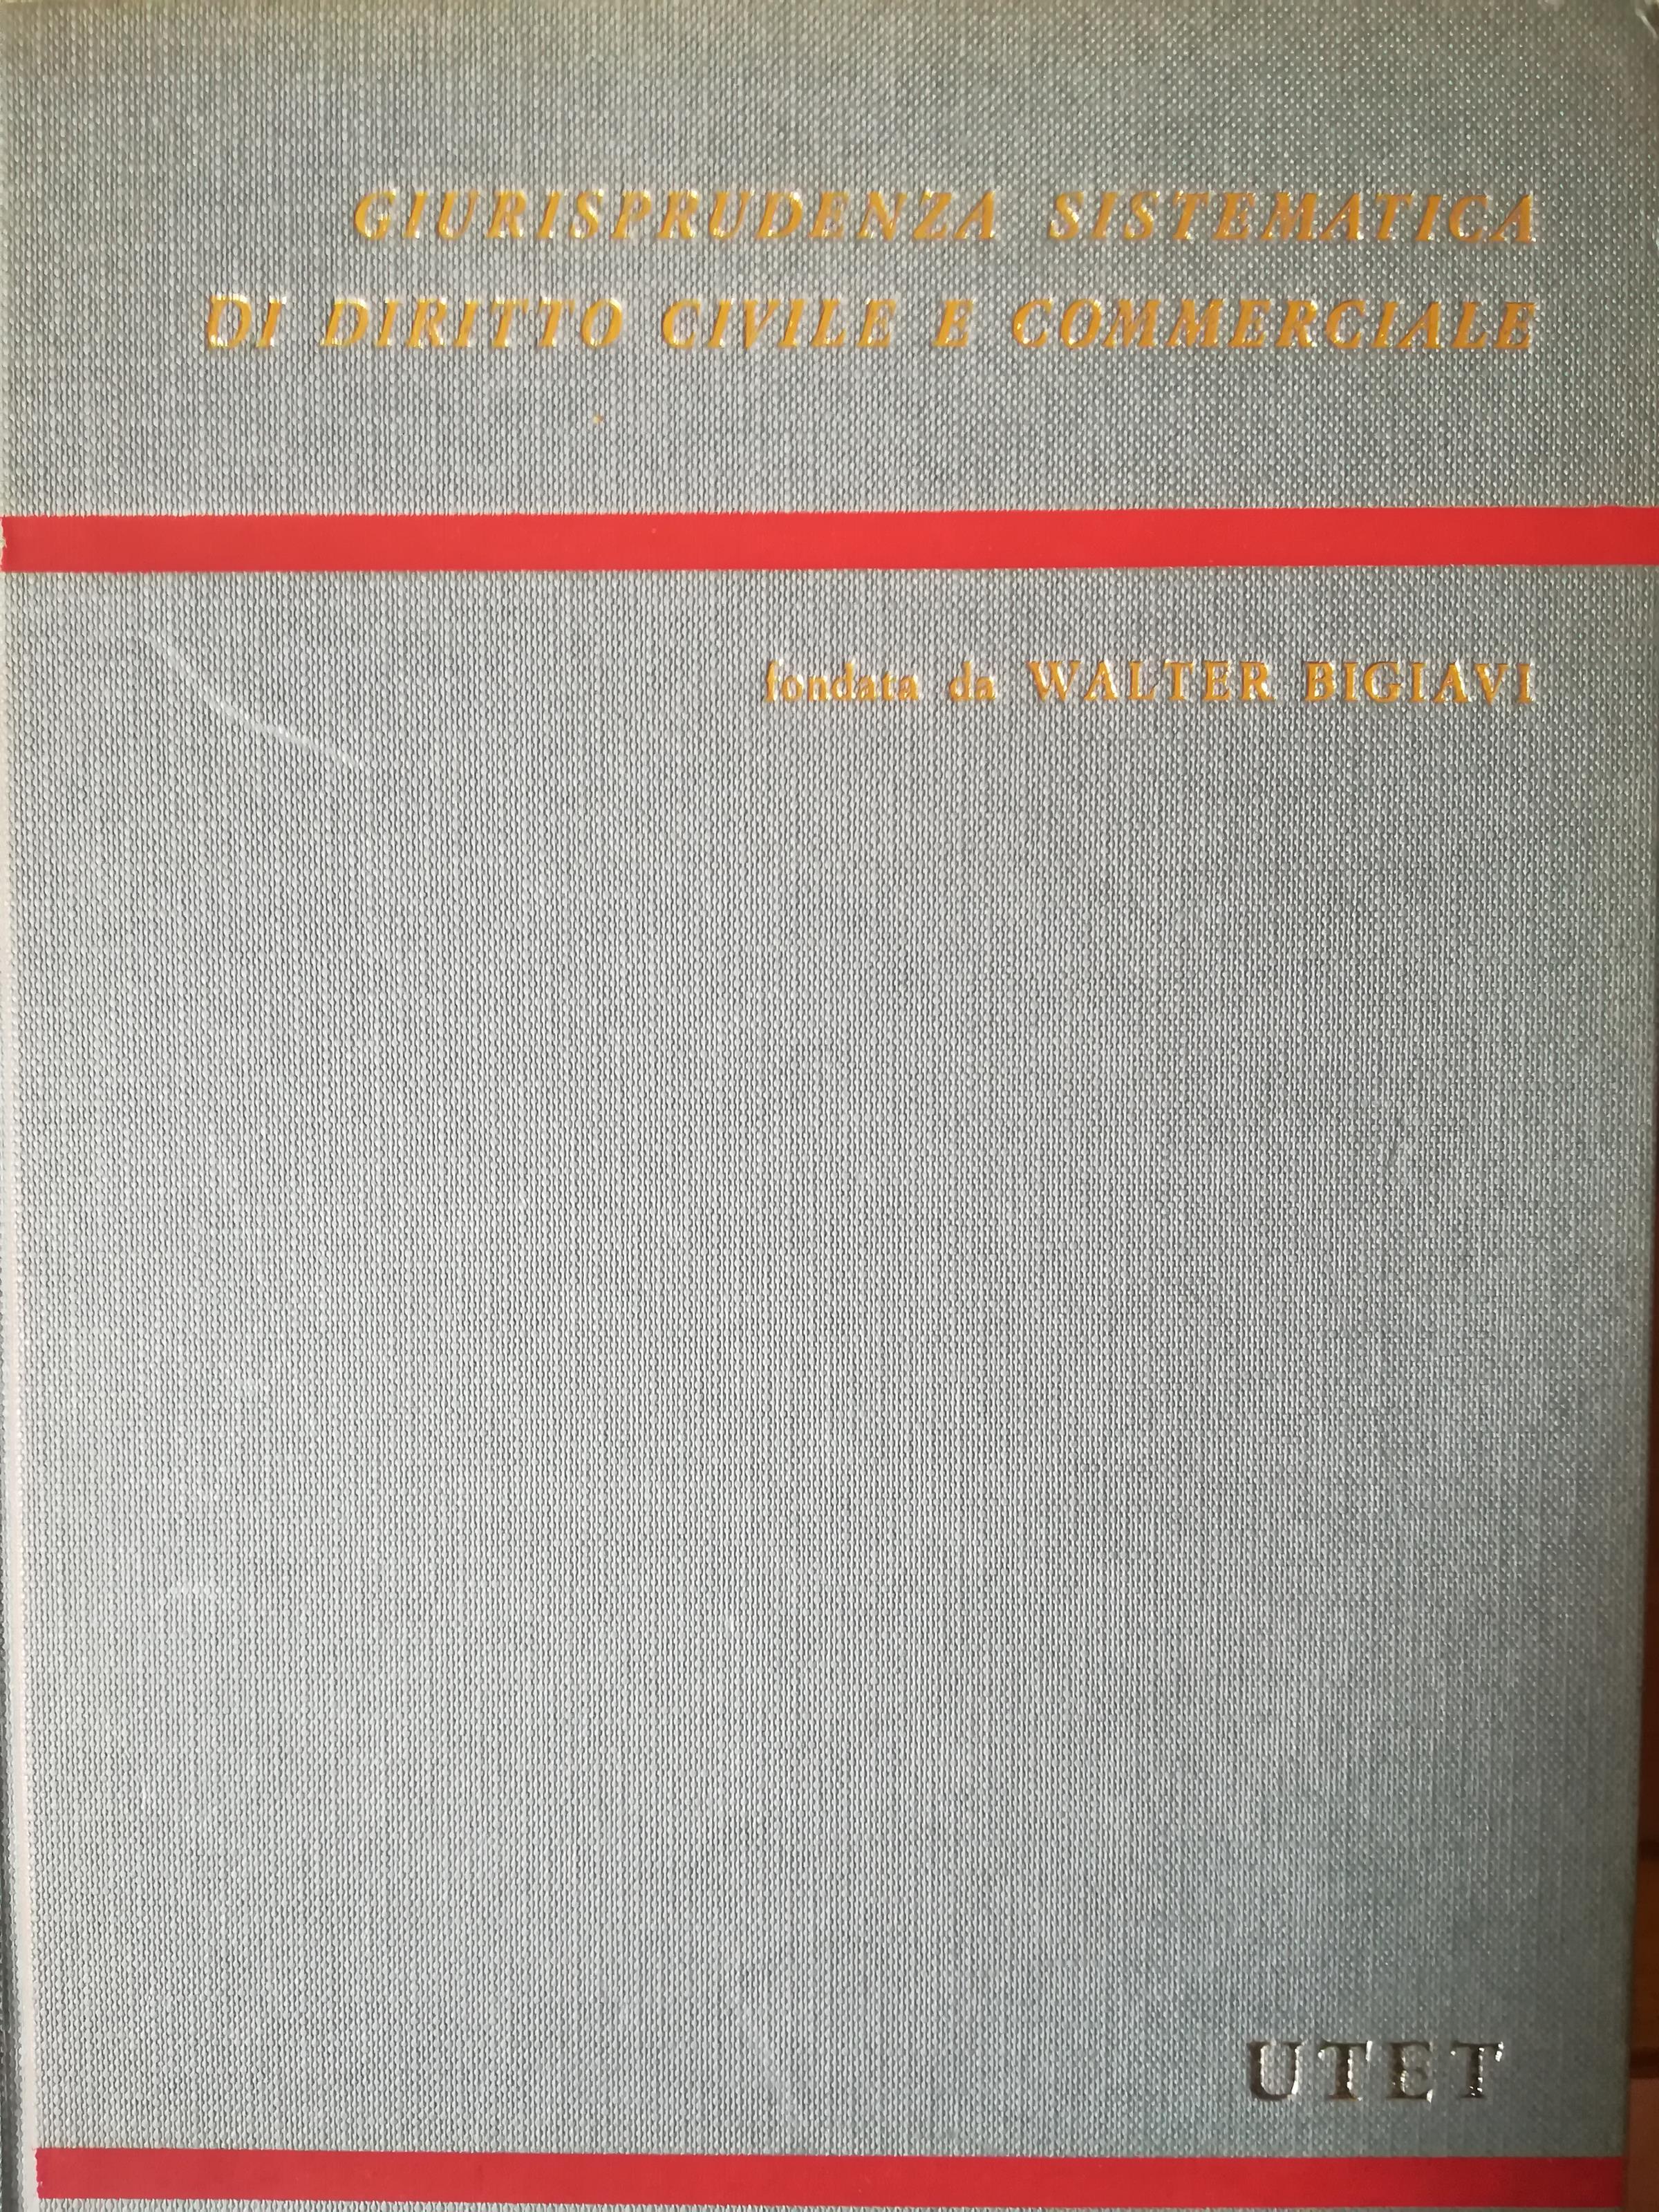 GIURISPRUDENZA SISTEMATICA
DI DIRITTO CIVILE E COMMERCIALE
fondata da WALTER BIGIAVI
UTET